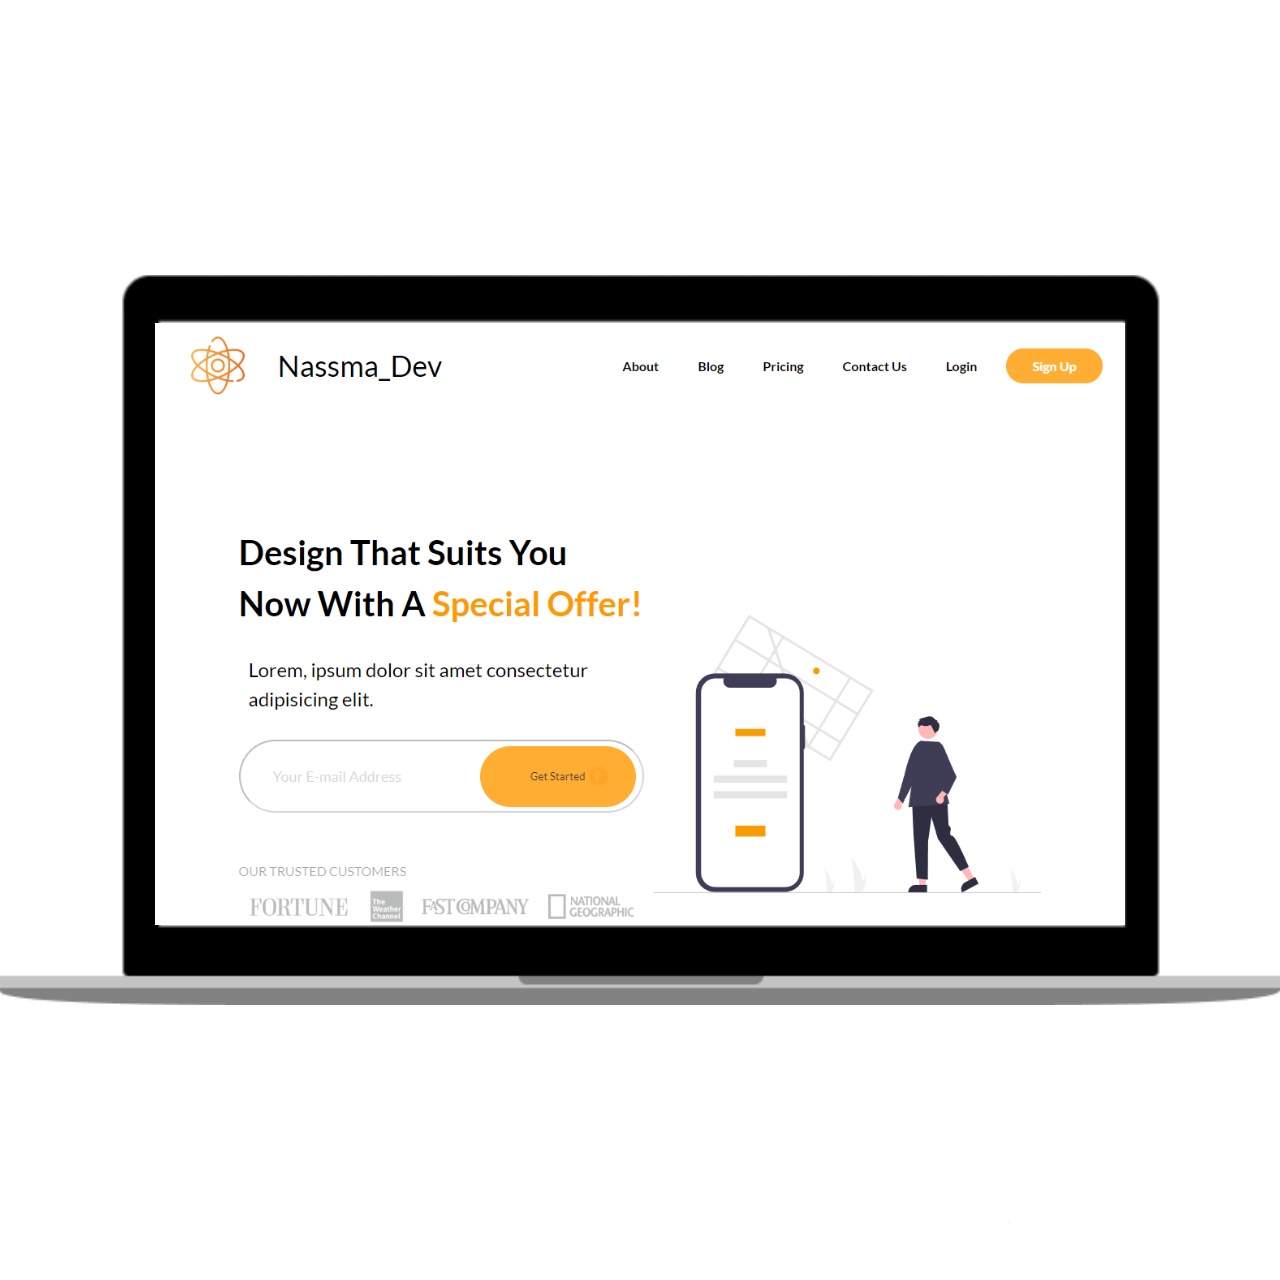 Nassma_Dev
About Blog Pricing Contact Us Login Sign Up
Design That Suits You
Now With A Special Offer!
Lorem, ipsum dolor sit amet consectetur
adipisicing elit.
Your E-mail Address Get Started
OUR TRUSTED CUSTOMERS
FORTUNE
The
Weather
Channel
FAST COMPANY
NATIONAL
GEOGRAPHIC